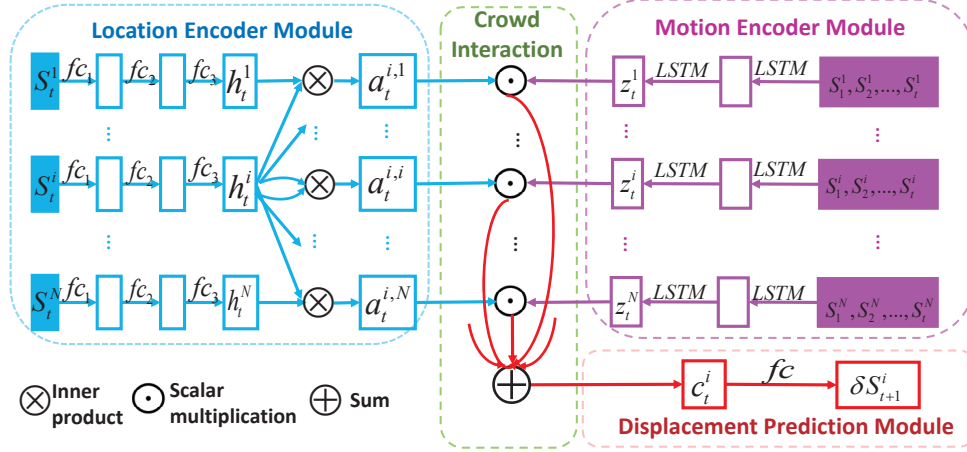 Location Encoder Module
Crowd
Interaction
Motion Encoder Module
S_t^1 fc_1 fc_2 fc_3 h_t^1 ⊗ a_t^{i,1} ⊙ z_t^1 LSTM LSTM S_1^1, S_2^1,..., S_t^1
... ... ... ... ...
S_t^i fc_1 fc_2 fc_3 h_t^i ⊗ a_t^{i,i} ⊙ z_t^i LSTM LSTM S_1^i, S_2^i,..., S_t^i
... ... ... ... ...
S_t^N fc_1 fc_2 fc_3 h_t^N ⊗ a_t^{i,N} ⊙ z_t^N LSTM LSTM S_1^N, S_2^N,..., S_t^N
⊕ c_t^i fc δS_{t+1}^i
⊗ Inner
product
⊙ Scalar
multiplication
⊕ Sum
Displacement Prediction Module